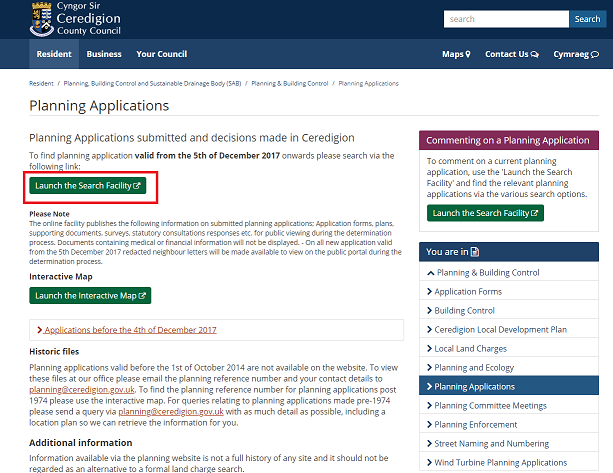 Cyngor Sir
Ceredigion
County Council
search
Search
Resident
Business
Your Council
Maps
Contact Us
Cymraeg
Resident / Planning, Building Control and Sustainable Drainage Body (SAB) / Planning & Building Control / Planning Applications
Planning Applications
Planning Applications submitted and decisions made in Ceredigion
To find planning application valid from the 5th of December 2017 onwards please search via the
following link:
Launch the Search Facility
Please Note
The online facility publishes the following information on submitted planning applications: Application forms, plans,
supporting documents, surveys, statutory consultations responses etc. for public viewing during the determination
process. Documents containing medical or financial information will not be displayed. - On all new application valid
from the 5th December 2017 redacted neighbour letters will be made available to view on the public portal during the
determination process.
Interactive Map
Launch the Interactive Map
Applications before the 4th of December 2017
Historic files
Planning applications valid before the 1st of October 2014 are not available on the website. To view
these files at our office please email the planning reference number and your contact details to
planning@ceredigion.gov.uk. To find the planning reference number for planning applications post
1974 please use the interactive map. For queries relating to planning applications made pre-1974
please send a query via planning@ceredigion.gov.uk with as much detail as possible, including a
location plan so we can retrieve the information for you.
Additional information
Information available via the planning website is not a full history of any site and it should not be
regarded as an alternative to a formal land charge search.
Commenting on a Planning Application
To comment on a current planning
application, use the 'Launch the Search
Facility' and find the relevant planning
applications via the various search options.
Launch the Search Facility
You are in
Planning & Building Control
Application Forms
Building Control
Ceredigion Local Development Plan
Local Land Charges
Planning and Ecology
Planning Applications
Planning Committee Meetings
Planning Enforcement
Street Naming and Numbering
Wind Turbine Planning Applications